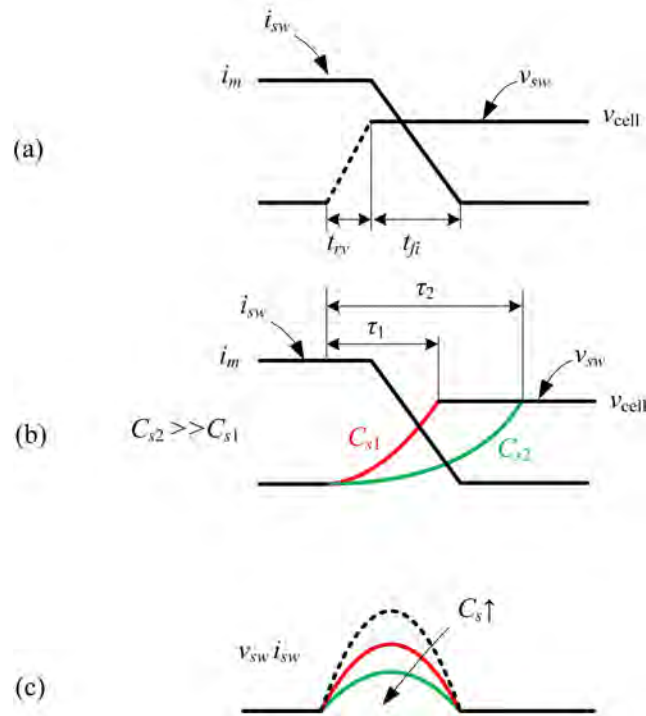 i_sw
i_m
v_sw
v_cell
(a)
t_rv
t_fi
τ_2
i_sw
τ_1
i_m
v_sw
v_cell
(b)
C_s2 >>C_s1
C_s1
C_s2
C_s↑
v_sw i_sw
(c)